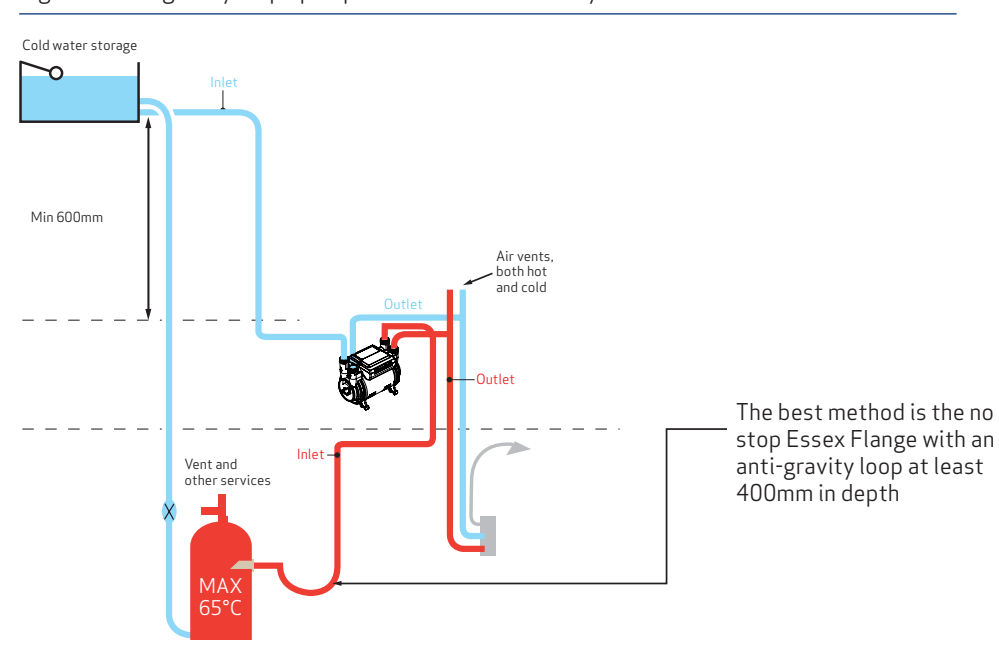 Cold water storage
Inlet
Min 600mm
Air vents,
both hot
and cold
Outlet
Outlet
The best method is the no
stop Essex Flange with an
anti-gravity loop at least
400mm in depth
Inlet
Vent and
other services
MAX
65°C